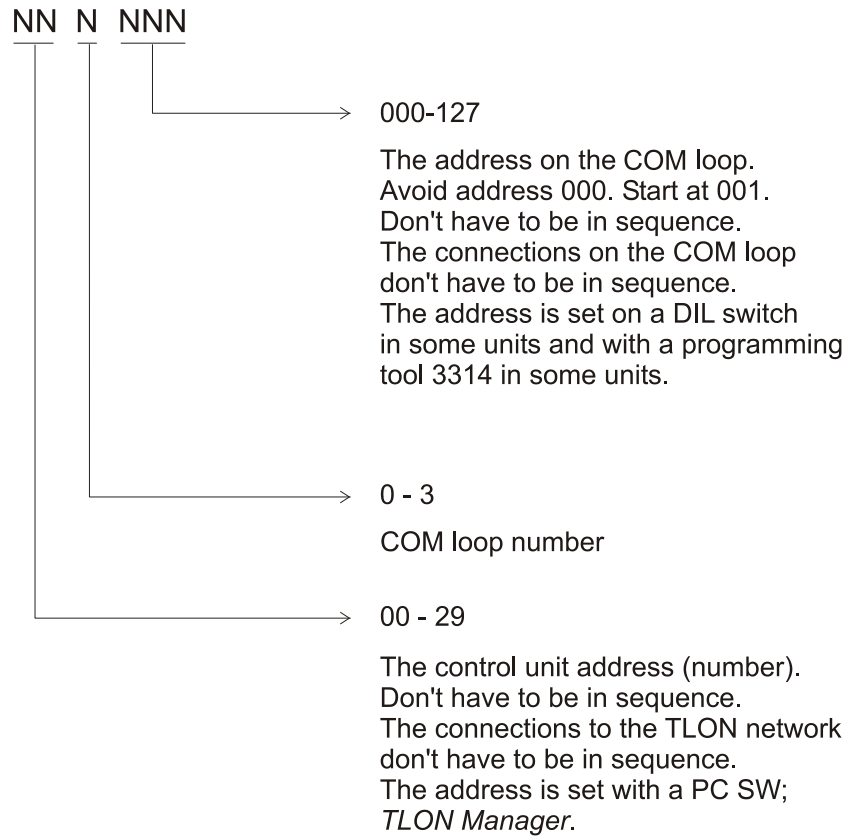 NN N NNN
000-127
The address on the COM loop.
Avoid address 000. Start at 001.
Don't have to be in sequence.
The connections on the COM loop
don't have to be in sequence.
The address is set on a DIL switch
in some units and with a programming
tool 3314 in some units.
0 - 3
COM loop number
00 - 29
The control unit address (number).
Don't have to be in sequence.
The connections to the TLON network
don't have to be in sequence.
The address is set with a PC SW;
TLON Manager.